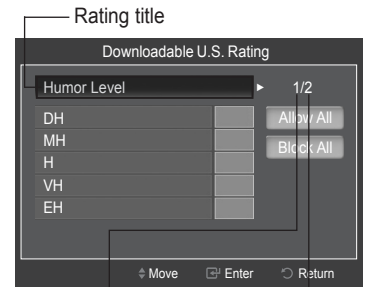 Rating title
Downloadable U.S. Rating
Humor Level ► 1/2
DH
Allow All
MH
Block All
H
VH
EH
Move Enter Return